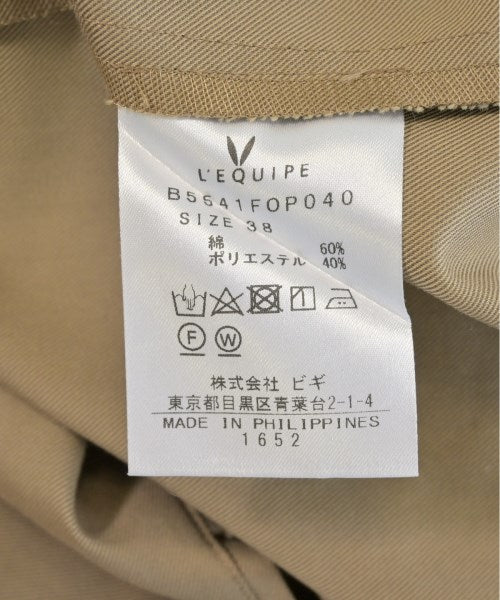 L'EQUIPE
B5541FOP040
SIZE 38
綿 60%
ポリエステル 40%
F W
株式会社 ビギ
東京都目黒区青葉台2-1-4
MADE IN PHILIPPINES
1652